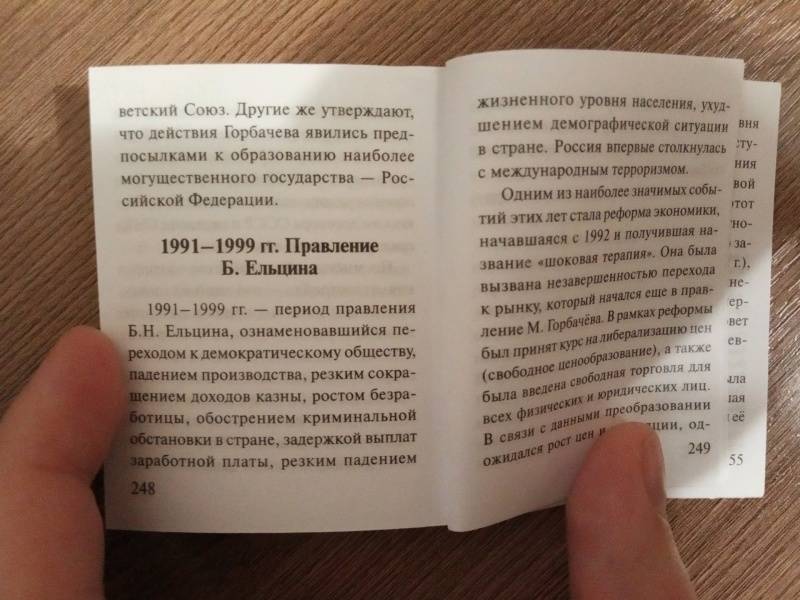 ветский Союз. Другие же утверждают,
что действия Горбачева явились пред-
посылками к образованию наиболее
могущественного государства — Рос-
сийской Федерации.
1991—1999 гг. Правление
Б. Ельцина
1991—1999 гг. — период правления
Б.Н. Ельцина, ознаменовавшийся пе-
реходом к демократическому обществу,
падением производства, резким сокра-
щением доходов казны, ростом безра-
ботицы, обострением криминальной
обстановки в стране, задержкой выплат
заработной платы, резким падением
248
жизненного уровня населения, ухуд-
шением демографической ситуации
в стране. Россия впервые столкнулась
с международным терроризмом.
Одним из наиболее значимых собы-
тий этих лет стала реформа экономики,
начавшаяся с 1992 и получившая на-
звание «шоковая терапия». Она была
вызвана незавершенностью перехода
к рынку, который начался еще в прав-
ление М. Горбачёва. В рамках реформы
был принят курс на либерализацию цен
(свободное ценообразование), а также
была введена свободная торговля для
всех физических и юридических лиц.
В связи с данными преобразовании
ожидался рост цен и од-
249
г.),
55